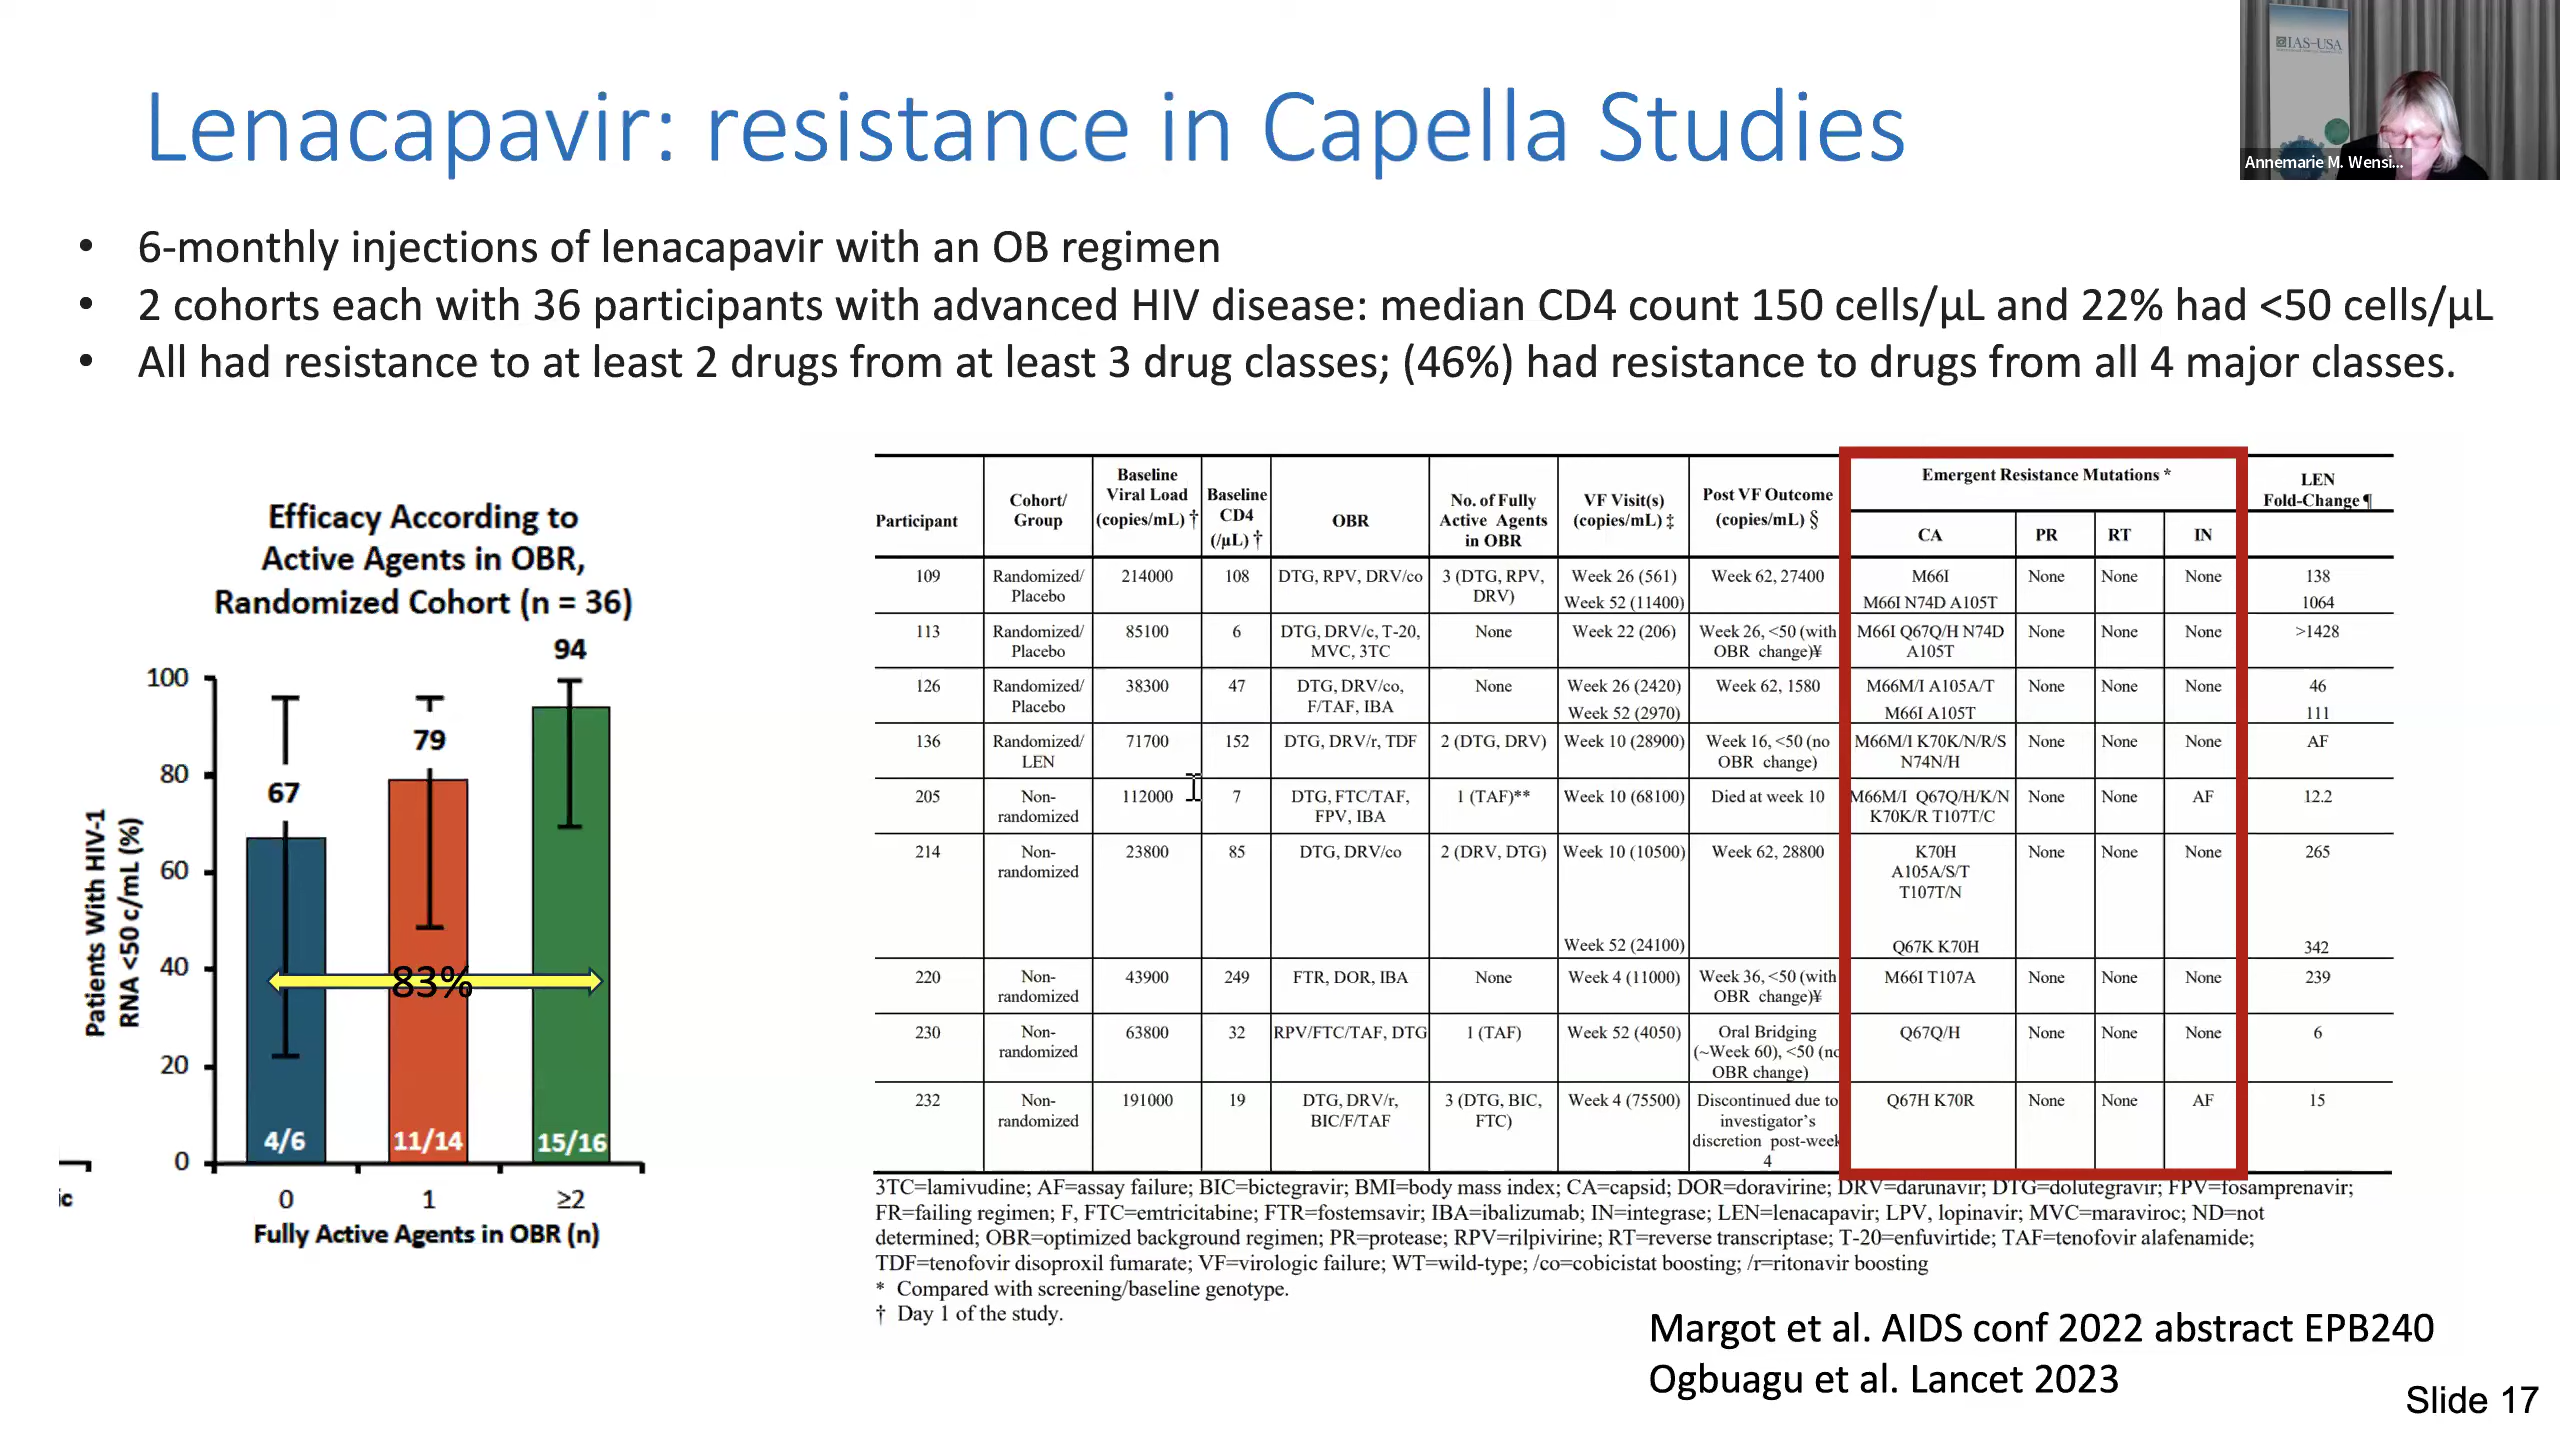 Lenacapavir: resistance in Capella Studies
IAS-USA
Annemarie M. Wensi...
• 6-monthly injections of lenacapavir with an OB regimen
• 2 cohorts each with 36 participants with advanced HIV disease: median CD4 count 150 cells/µL and 22% had <50 cells/µL
• All had resistance to at least 2 drugs from at least 3 drug classes; (46%) had resistance to drugs from all 4 major classes.
Efficacy According to
Active Agents in OBR,
Randomized Cohort (n = 36)
Patients With HIV-1
RNA <50 c/mL (%)
100
80
60
40
20
0
67
79
94
83%
4/6
11/14
15/16
0 1 ≥2
Fully Active Agents in OBR (n)
ic
Participant
Cohort/
Group
Baseline
Viral Load
(copies/mL) †
Baseline
CD4
(/µL) †
OBR
No. of Fully
Active Agents
in OBR
VF Visit(s)
(copies/mL) ‡
Post VF Outcome
(copies/mL) §
Emergent Resistance Mutations *
CA PR RT IN
LEN
Fold-Change ¶
109 Randomized/ 214000 108 DTG, RPV, DRV/co 3 (DTG, RPV, Week 26 (561) Week 62, 27400 M66I None None None 138
Placebo DRV) Week 52 (11400) M66I N74D A105T 1064
113 Randomized/ 85100 6 DTG, DRV/c, T-20, None Week 22 (206) Week 26, <50 (with M66I Q67Q/H N74D None None None >1428
Placebo MVC, 3TC OBR change)¥ A105T
126 Randomized/ 38300 47 DTG, DRV/co, None Week 26 (2420) Week 62, 1580 M66M/I A105A/T None None None 46
Placebo F/TAF, IBA Week 52 (2970) M66I A105T 111
136 Randomized/ 71700 152 DTG, DRV/r, TDF 2 (DTG, DRV) Week 10 (28900) Week 16, <50 (no M66M/I K70K/N/R/S None None None AF
LEN OBR change) N74N/H
205 Non- 112000 7 DTG, FTC/TAF, 1 (TAF)** Week 10 (68100) Died at week 10 M66M/I Q67Q/H/K/N None None AF 12.2
randomized FPV, IBA K70K/R T107T/C
214 Non- 23800 85 DTG, DRV/co 2 (DRV, DTG) Week 10 (10500) Week 62, 28800 K70H None None None 265
randomized A105A/S/T
T107T/N
Week 52 (24100) Q67K K70H 342
220 Non- 43900 249 FTR, DOR, IBA None Week 4 (11000) Week 36, <50 (with M66I T107A None None None 239
randomized OBR change)¥
230 Non- 63800 32 RPV/FTC/TAF, DTG 1 (TAF) Week 52 (4050) Oral Bridging Q67Q/H None None None 6
randomized (~Week 60), <50 (no
OBR change)
232 Non- 191000 19 DTG, DRV/r, 3 (DTG, BIC, Week 4 (75500) Discontinued due to Q67H K70R None None AF 15
randomized BIC/F/TAF FTC) investigator's
discretion post-week
4
3TC=lamivudine; AF=assay failure; BIC=bictegravir; BMI=body mass index; CA=capsid; DOR=doravirine; DRV=darunavir; DTG=dolutegravir; FPV=fosamprenavir;
FR=failing regimen; F, FTC=emtricitabine; FTR=fostemsavir; IBA=ibalizumab; IN=integrase; LEN=lenacapavir; LPV, lopinavir; MVC=maraviroc; ND=not
determined; OBR=optimized background regimen; PR=protease; RPV=rilpivirine; RT=reverse transcriptase; T-20=enfuvirtide; TAF=tenofovir alafenamide;
TDF=tenofovir disoproxil fumarate; VF=virologic failure; WT=wild-type; /co=cobicistat boosting; /r=ritonavir boosting
* Compared with screening/baseline genotype.
† Day 1 of the study.
Margot et al. AIDS conf 2022 abstract EPB240
Ogbuagu et al. Lancet 2023
Slide 17